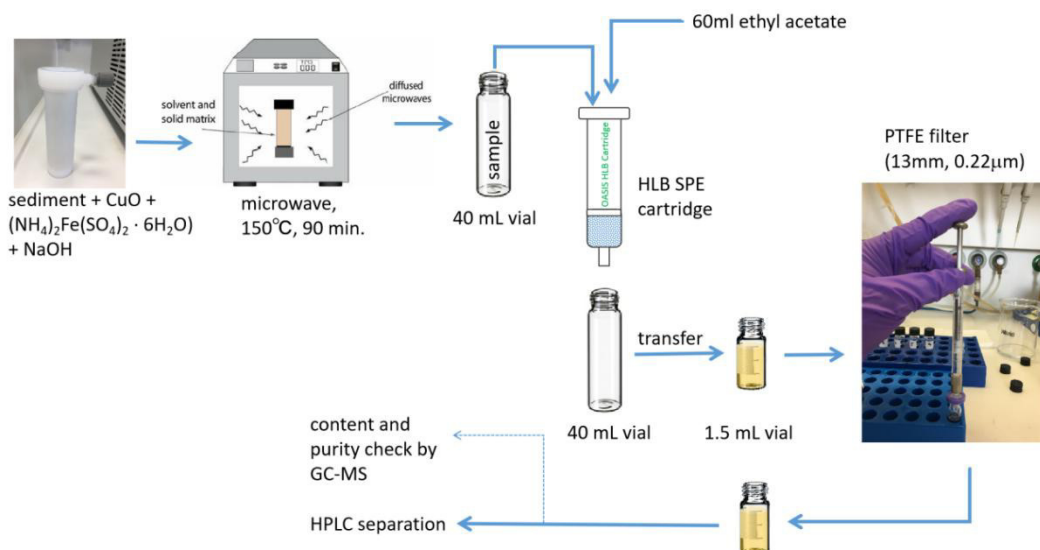 60ml ethyl acetate
solvent and
solid matrix
diffused
microwaves
sample
OASIS HLB Cartridge
PTFE filter
(13mm, 0.22μm)
sediment + CuO +
(NH₄)₂Fe(SO₄)₂ · 6H₂O)
+ NaOH
microwave,
150℃, 90 min.
40 mL vial
HLB SPE
cartridge
transfer
40 mL vial
1.5 mL vial
content and
purity check by
GC-MS
HPLC separation